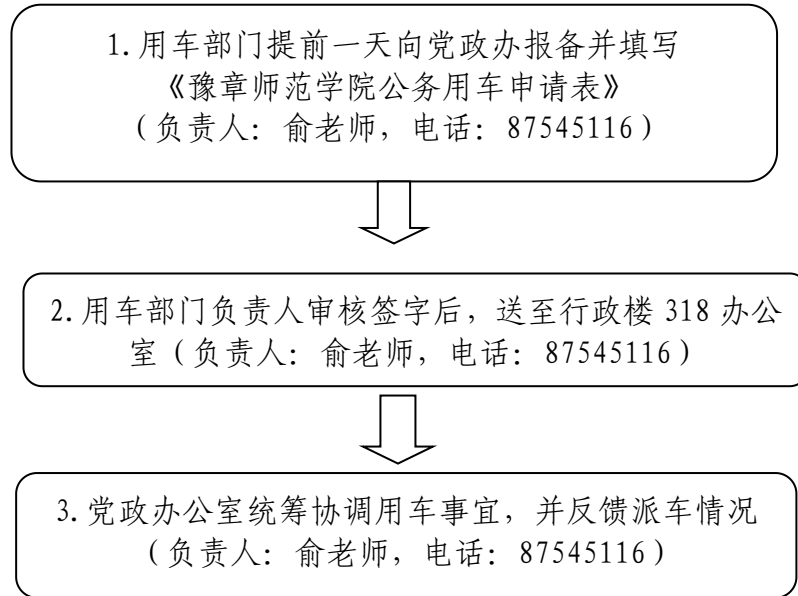 1.用车部门提前一天向党政办报备并填写
《豫章师范学院公务用车申请表》
（负责人：俞老师，电话：87545116）
2.用车部门负责人审核签字后，送至行政楼 318 办公
室（负责人：俞老师，电话：87545116）
3.党政办公室统筹协调用车事宜，并反馈派车情况
（负责人：俞老师，电话：87545116）